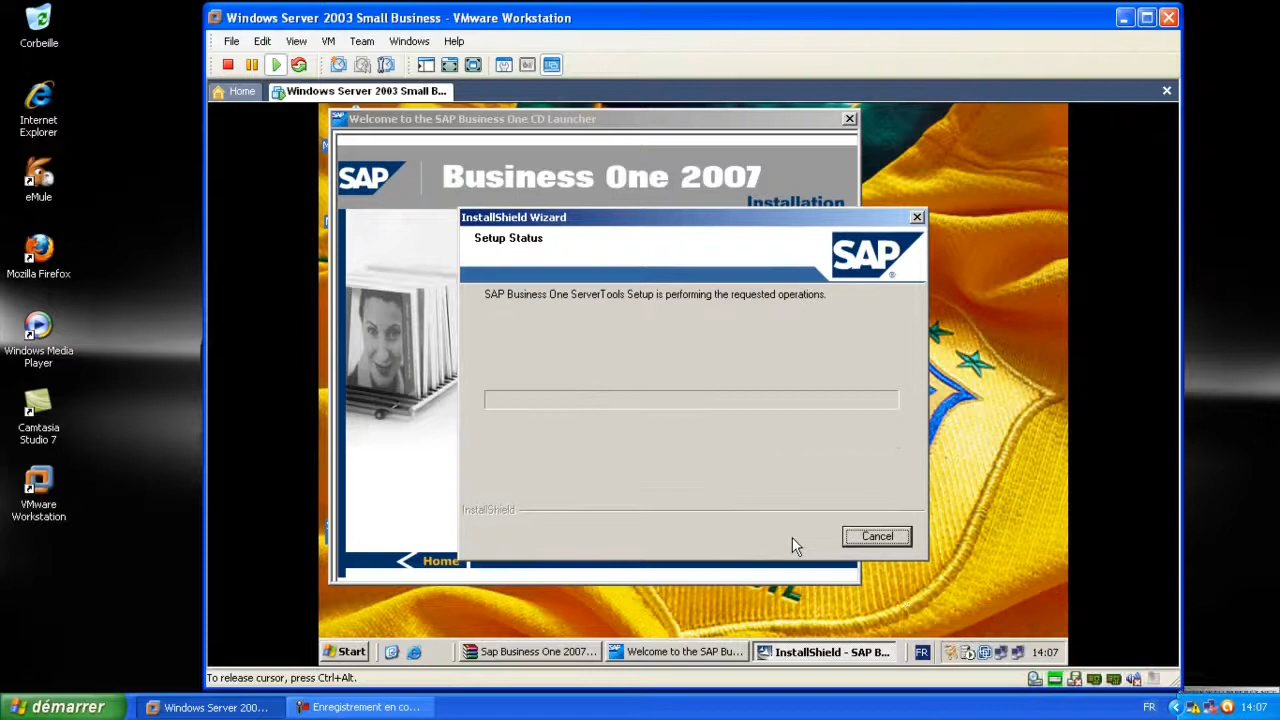 Windows Server 2003 Small Business - VMware Workstation
File Edit View VM Team Windows Help
Home
Windows Server 2003 Small B...
Corbeille
Internet
Explorer
eMule
Mozilla Firefox
Windows Media
Player
Camtasia
Studio 7
VMware
Workstation
Welcome to the SAP Business One CD Launcher
SAP
Business One 2007
Installation
InstallShield Wizard
Setup Status
SAP
SAP Business One ServerTools Setup is performing the requested operations.
InstallShield
Cancel
Home
Start
Sap Business One 2007...
Welcome to the SAP Bu...
InstallShield - SAP B...
FR
14:07
To release cursor, press Ctrl+Alt.
démarrer
Windows Server 200...
Enregistrement en co...
FR
14:07